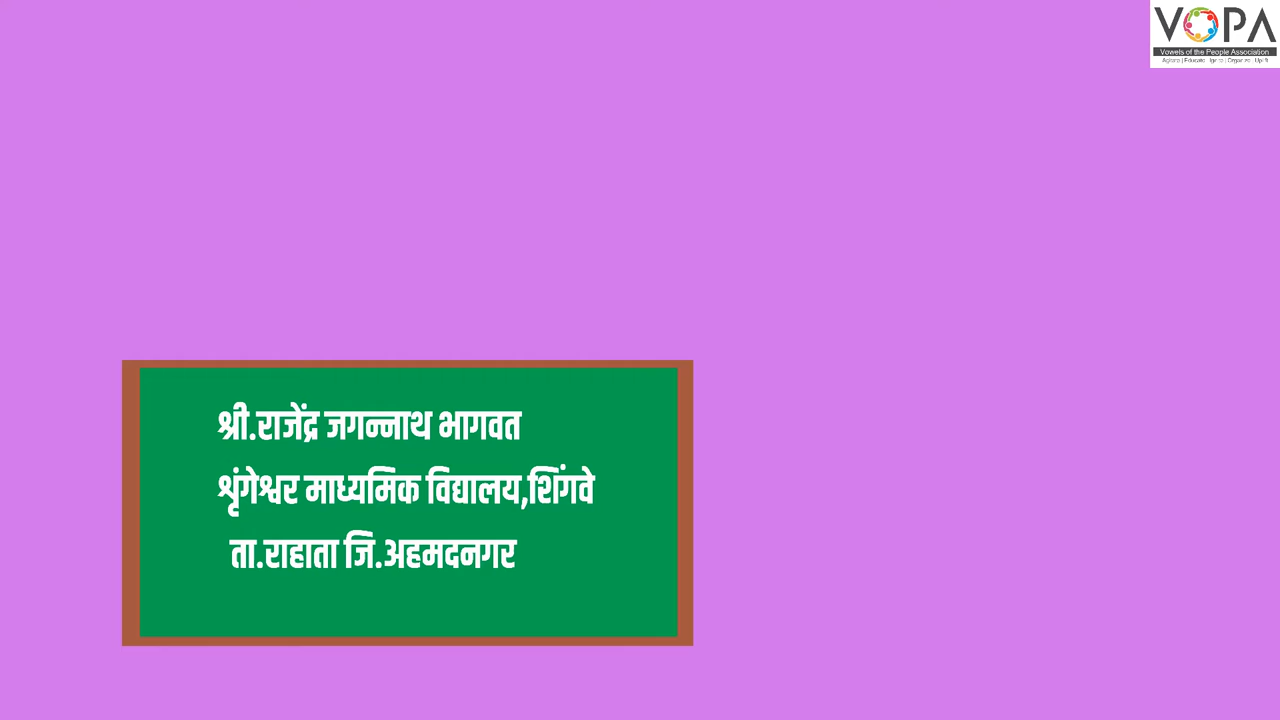 VOPA
Vowels of the People Association
श्री.राजेंद्र जगन्नाथ भागवत
शृंगेश्वर माध्यमिक विद्यालय,शिंगवे
ता.राहाता जि.अहमदनगर